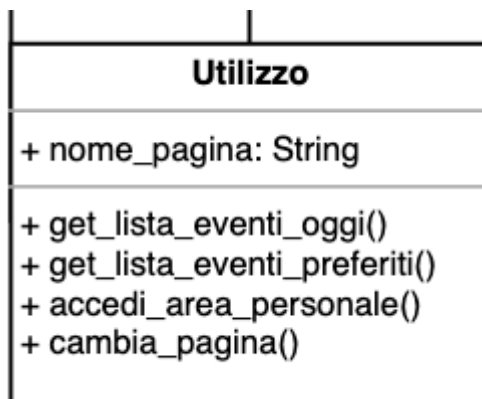 Utilizzo
+ nome_pagina: String
+ get_lista_eventi_oggi()
+ get_lista_eventi_preferiti()
+ accedi_area_personale()
+ cambia_pagina()